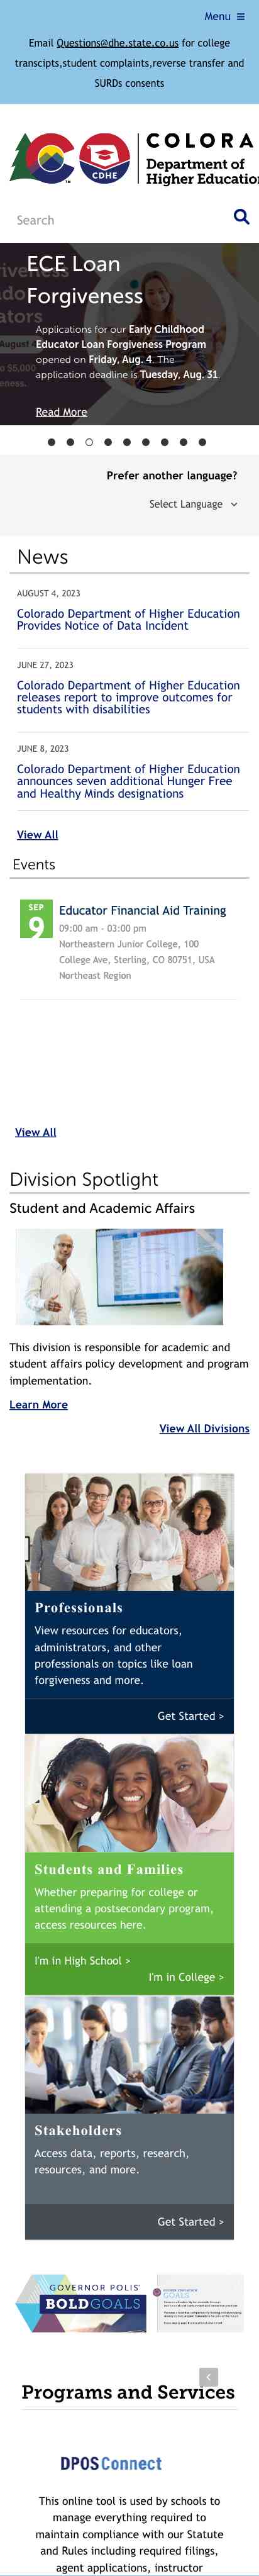 Menu
Email Questions@dhe.state.co.us for college
transcipts,student complaints,reverse transfer and
SURDs consents
CDHE
COLORA
Department of
Higher Education
Search
ECE Loan
Forgiveness
Applications for our Early Childhood
Educator Loan Forgiveness Program
opened on Friday, Aug. 4. The
application deadline is Tuesday, Aug. 31.
Read More
Prefer another language?
Select Language
News
AUGUST 4, 2023
Colorado Department of Higher Education
Provides Notice of Data Incident
JUNE 27, 2023
Colorado Department of Higher Education
releases report to improve outcomes for
students with disabilities
JUNE 8, 2023
Colorado Department of Higher Education
announces seven additional Hunger Free
and Healthy Minds designations
View All
Events
SEP
9
Educator Financial Aid Training
09:00 am - 03:00 pm
Northeastern Junior College, 100
College Ave, Sterling, CO 80751, USA
Northeast Region
View All
Division Spotlight
Student and Academic Affairs
This division is responsible for academic and
student affairs policy development and program
implementation.
Learn More
View All Divisions
Professionals
View resources for educators,
administrators, and other
professionals on topics like loan
forgiveness and more.
Get Started >
Students and Families
Whether preparing for college or
attending a postsecondary program,
access resources here.
I'm in High School >
I'm in College >
Stakeholders
Access data, reports, research,
resources, and more.
Get Started >
GOVERNOR POLIS'
BOLDGOALS
GOALS
Programs and Services
DPOSConnect
This online tool is used by schools to
manage everything required to
maintain compliance with our Statute
and Rules including required filings,
agent applications, instructor